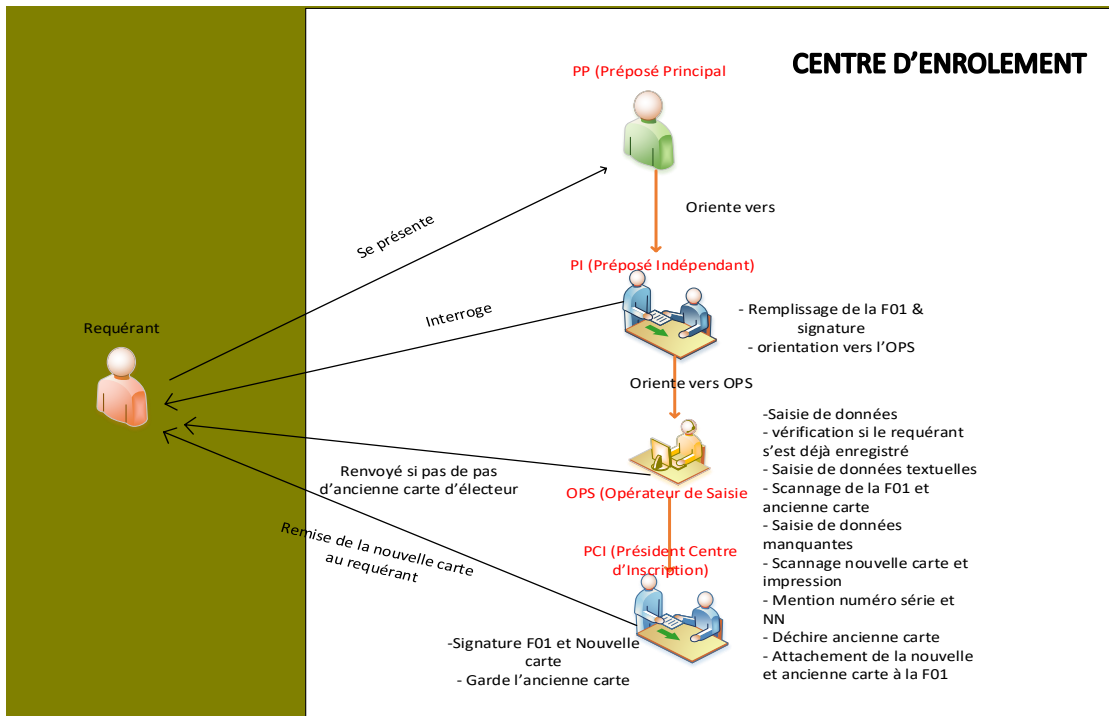 CENTRE D'ENROLEMENT
PP (Préposé Principal
Oriente vers
Se présente
PI (Préposé Indépendant)
Interroge
Requérant
- Remplissage de la F01 &
signature
- orientation vers l'OPS
Oriente vers OPS
-Saisie de données
- vérification si le requérant
s'est déjà enregistré
- Saisie de données textuelles
- Scannage de la F01 et
ancienne carte
- Saisie de données
manquantes
- Scannage nouvelle carte et
impression
- Mention numéro série et
NN
- Déchire ancienne carte
- Attachement de la nouvelle
et ancienne carte à la F01
Renvoyé si pas de pas
d'ancienne carte d'électeur
OPS (Opérateur de Saisie
Remise de la nouvelle carte
au requérant
PCI (Président Centre
d'Inscription)
-Signature F01 et Nouvelle
carte
- Garde l'ancienne carte